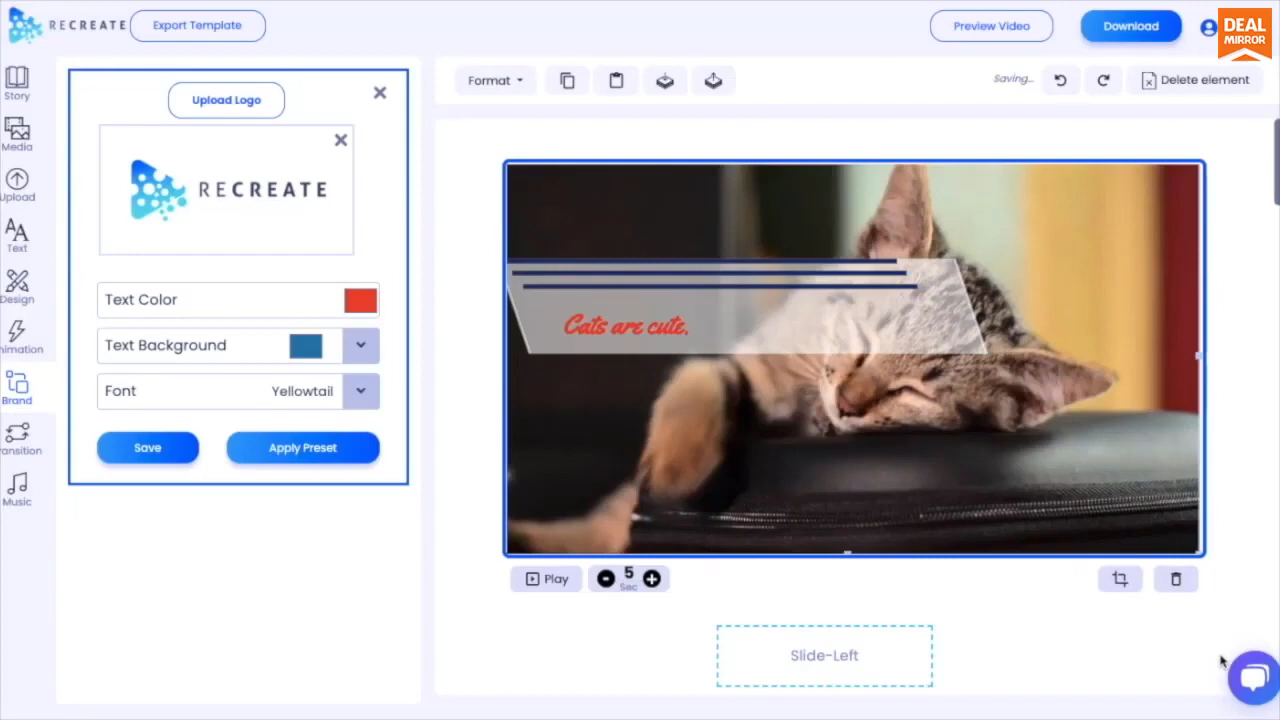 RECREATE
Export Template
Preview Video
Download
DEAL
MIRROR
Story
Media
Upload
Text
Design
nimation
Brand
ransition
Music
Upload Logo
RECREATE
Text Color
Text Background
Font Yellowtail
Save
Apply Preset
Format
Saving...
Delete element
Cats are cute.
Play
5
Sec
Slide-Left